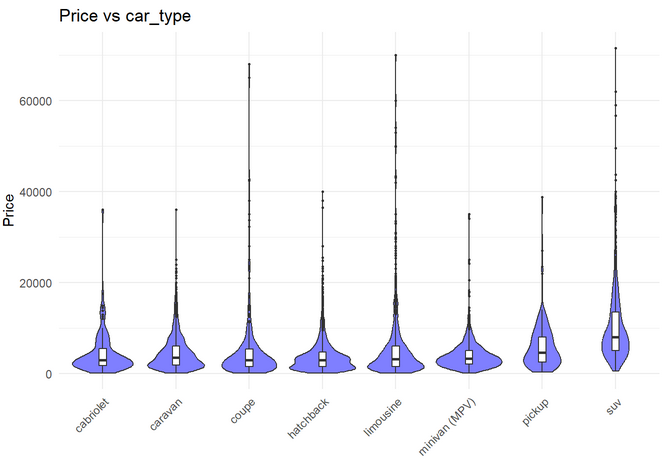 Price vs car_type
Price
60000
40000
20000
0
cabriolet
caravan
coupe
hatchback
limousine
minivan (MPV)
pickup
suv